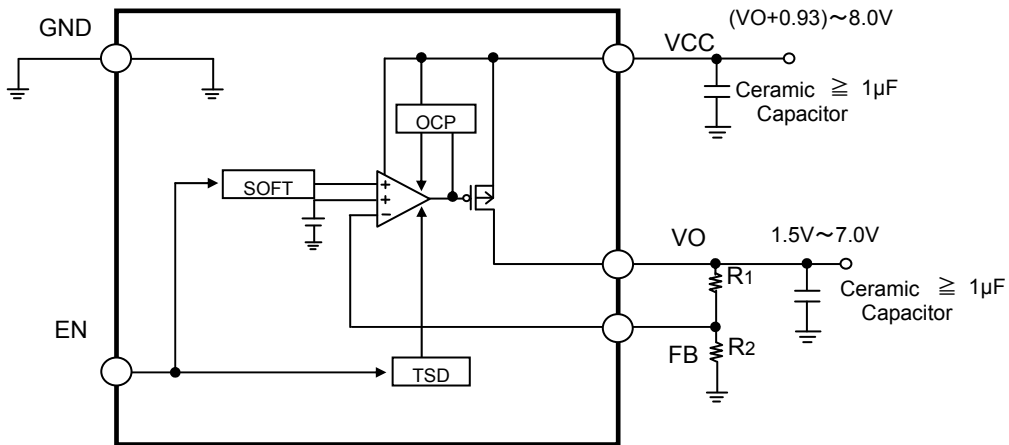 GND
VCC
(VO+0.93)～8.0V
Ceramic ≧ 1µF
Capacitor
OCP
SOFT
+
+
−
VO
1.5V～7.0V
R1
Ceramic ≧ 1µF
Capacitor
EN
FB
R2
TSD